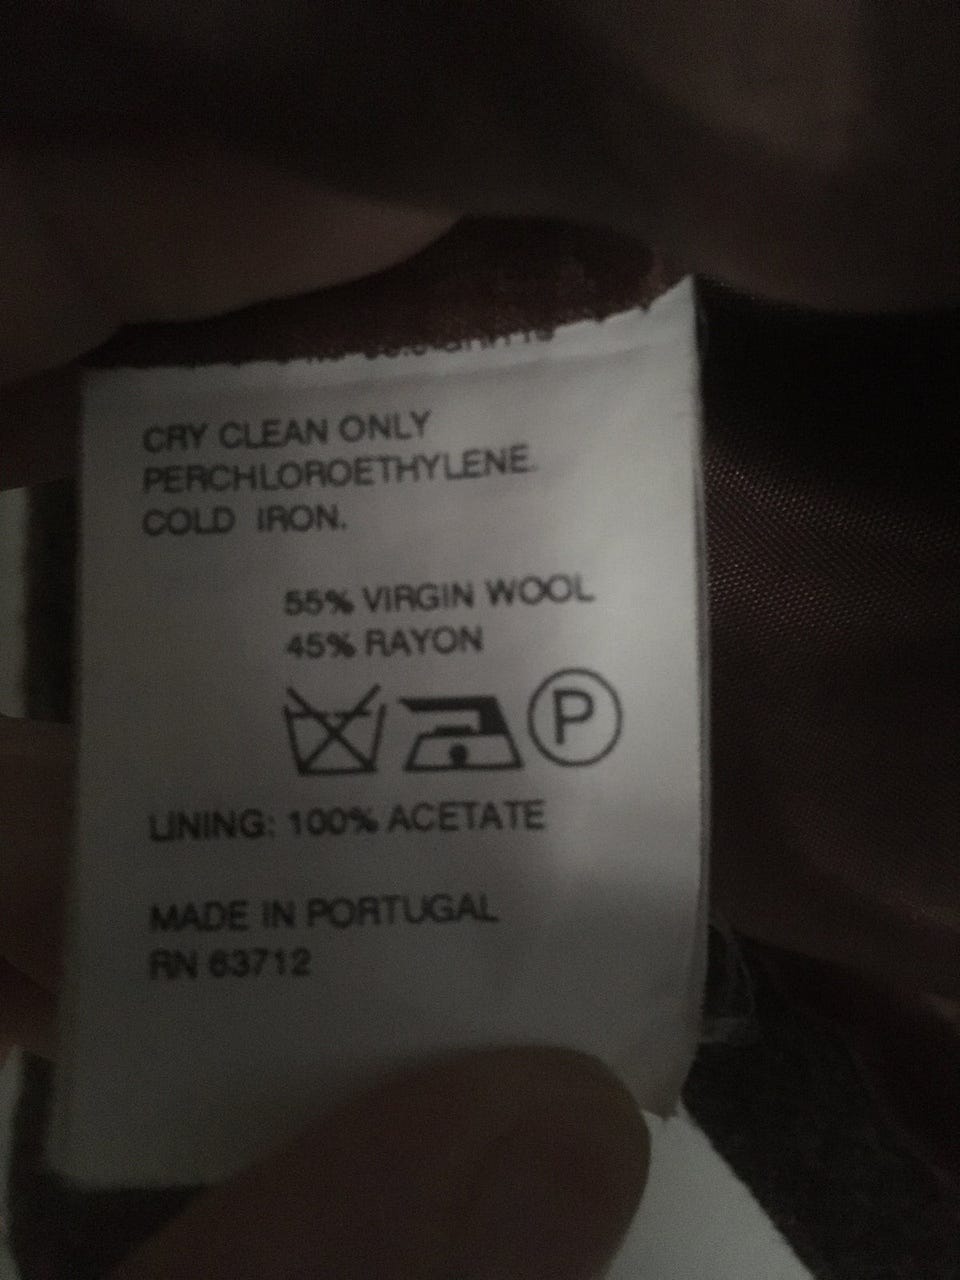 CRY CLEAN ONLY
PERCHLOROETHYLENE.
COLD IRON.
55% VIRGIN WOOL
45% RAYON
P
LINING: 100% ACETATE
MADE IN PORTUGAL
RN 63712